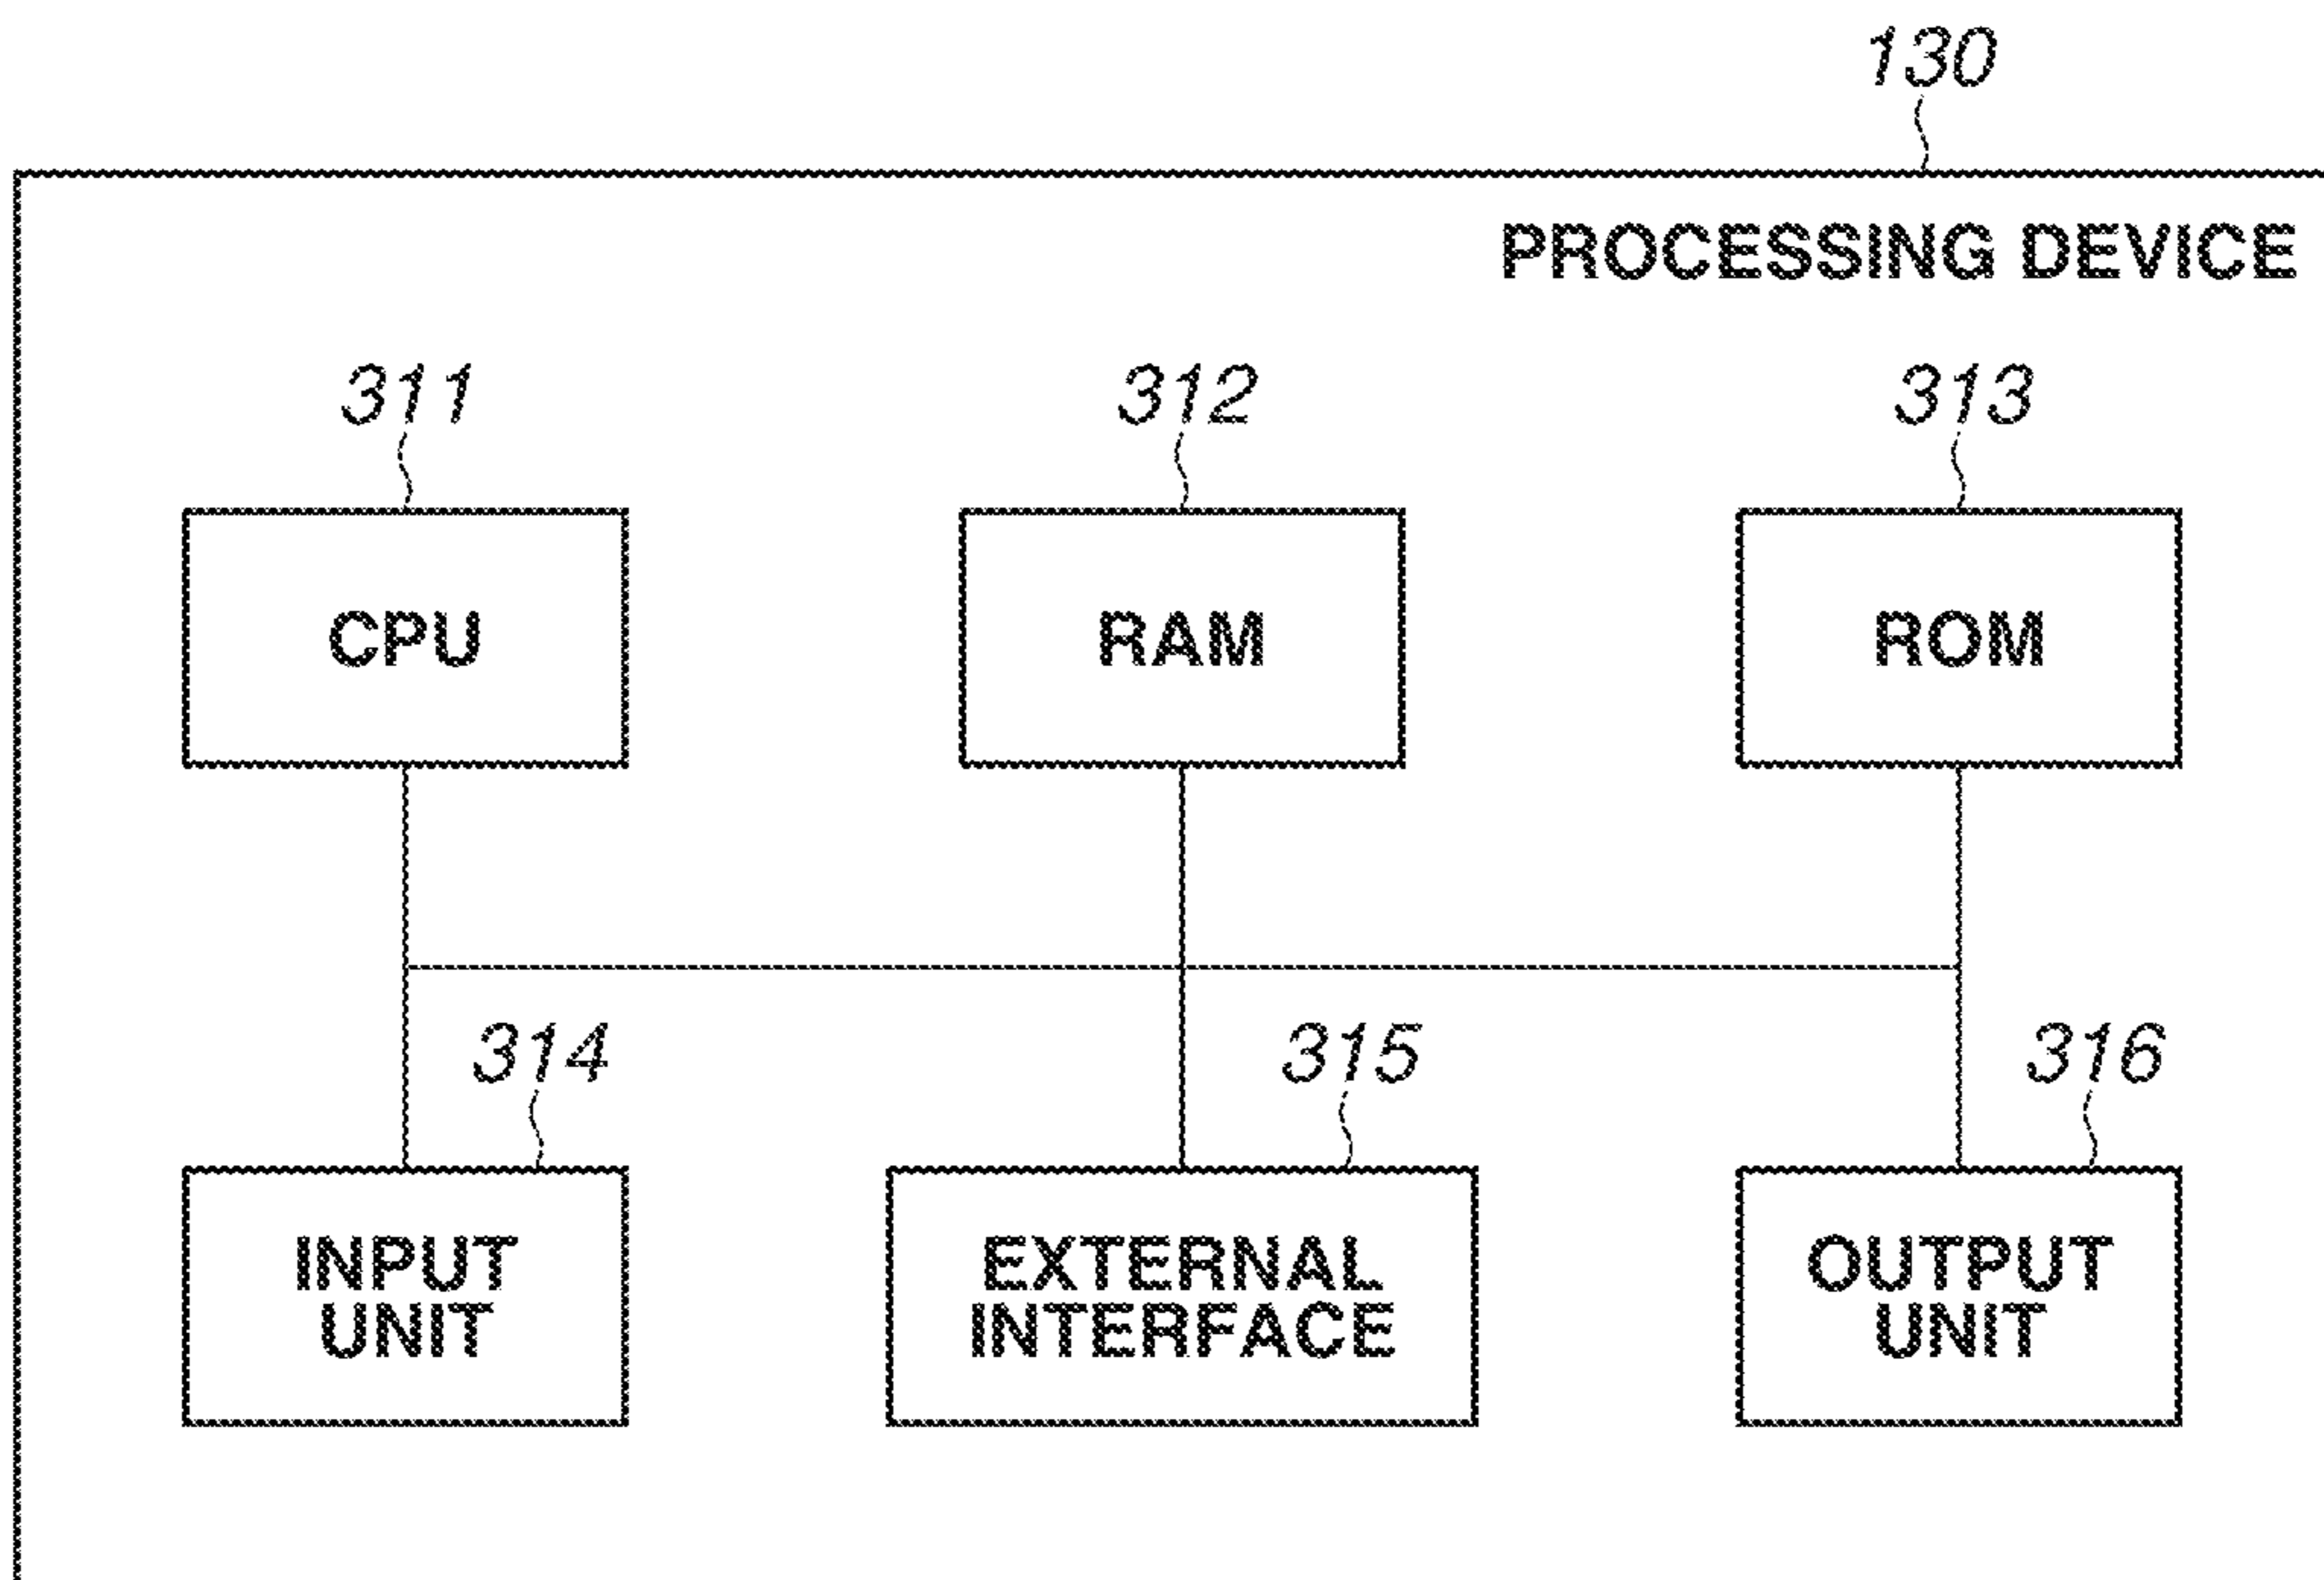 130
PROCESSING DEVICE
311
312
313
CPU
RAM
ROM
314
315
316
INPUT
UNIT
EXTERNAL
INTERFACE
OUTPUT
UNIT